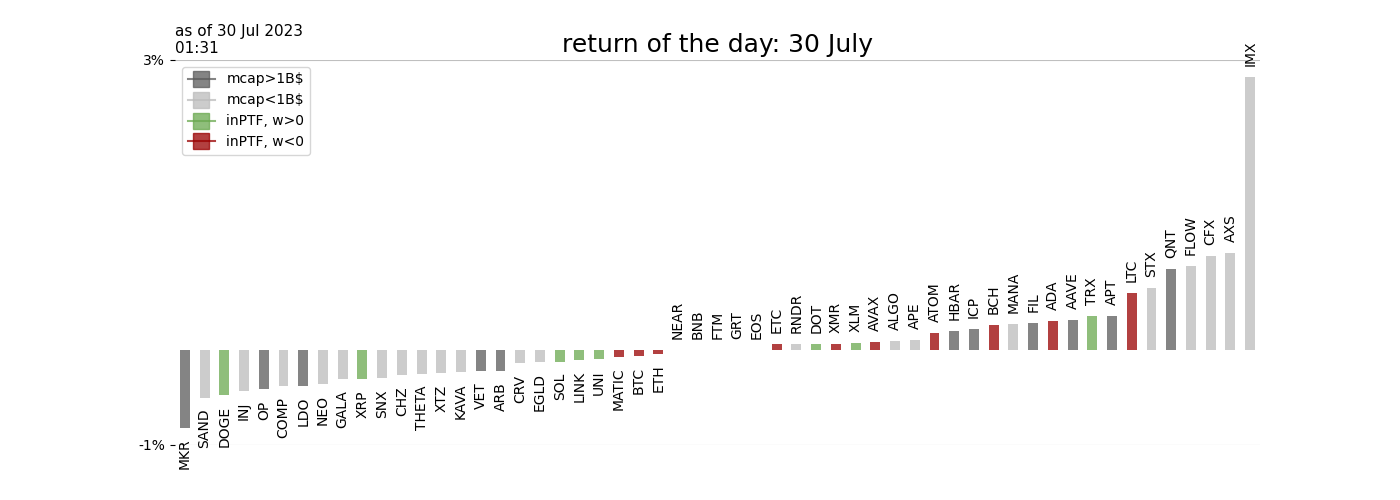 as of 30 Jul 2023
01:31
return of the day: 30 July
3%
mcap>1B$
mcap<1B$
inPTF, w>0
inPTF, w<0
-1%
MKR
SAND
DOGE
INJ
OP
COMP
LDO
NEO
GALA
XRP
SNX
CHZ
THETA
XTZ
KAVA
VET
ARB
CRV
EGLD
SOL
LINK
UNI
MATIC
BTC
ETH
NEAR
BNB
FTM
GRT
EOS
ETC
RNDR
DOT
XMR
XLM
AVAX
ALGO
APE
ATOM
HBAR
ICP
BCH
MANA
FIL
ADA
AAVE
TRX
APT
LTC
STX
QNT
FLOW
CFX
AXS
IMX